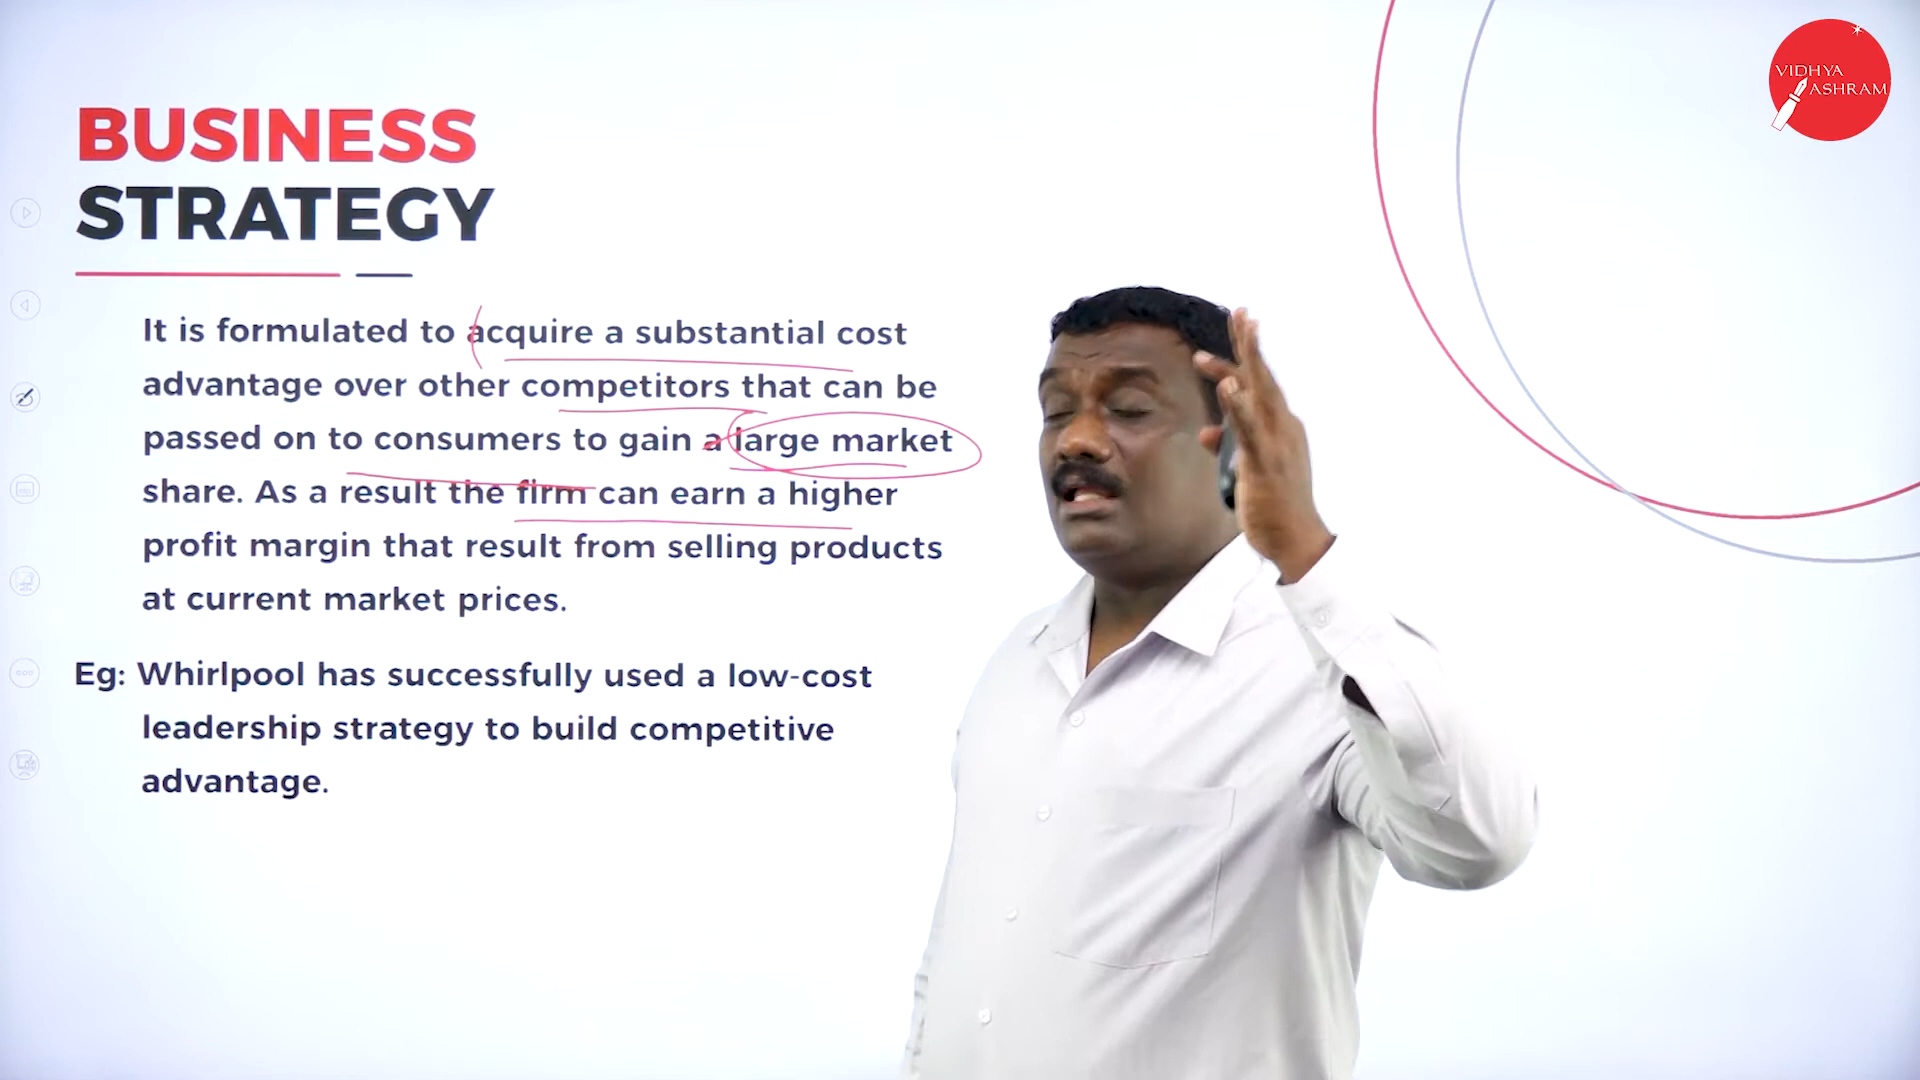 VIDHYA
ASHRAM
BUSINESS
STRATEGY
It is formulated to acquire a substantial cost
advantage over other competitors that can be
passed on to consumers to gain a large market
share. As a result the firm can earn a higher
profit margin that result from selling products
at current market prices.
Eg: Whirlpool has successfully used a low-cost
leadership strategy to build competitive
advantage.